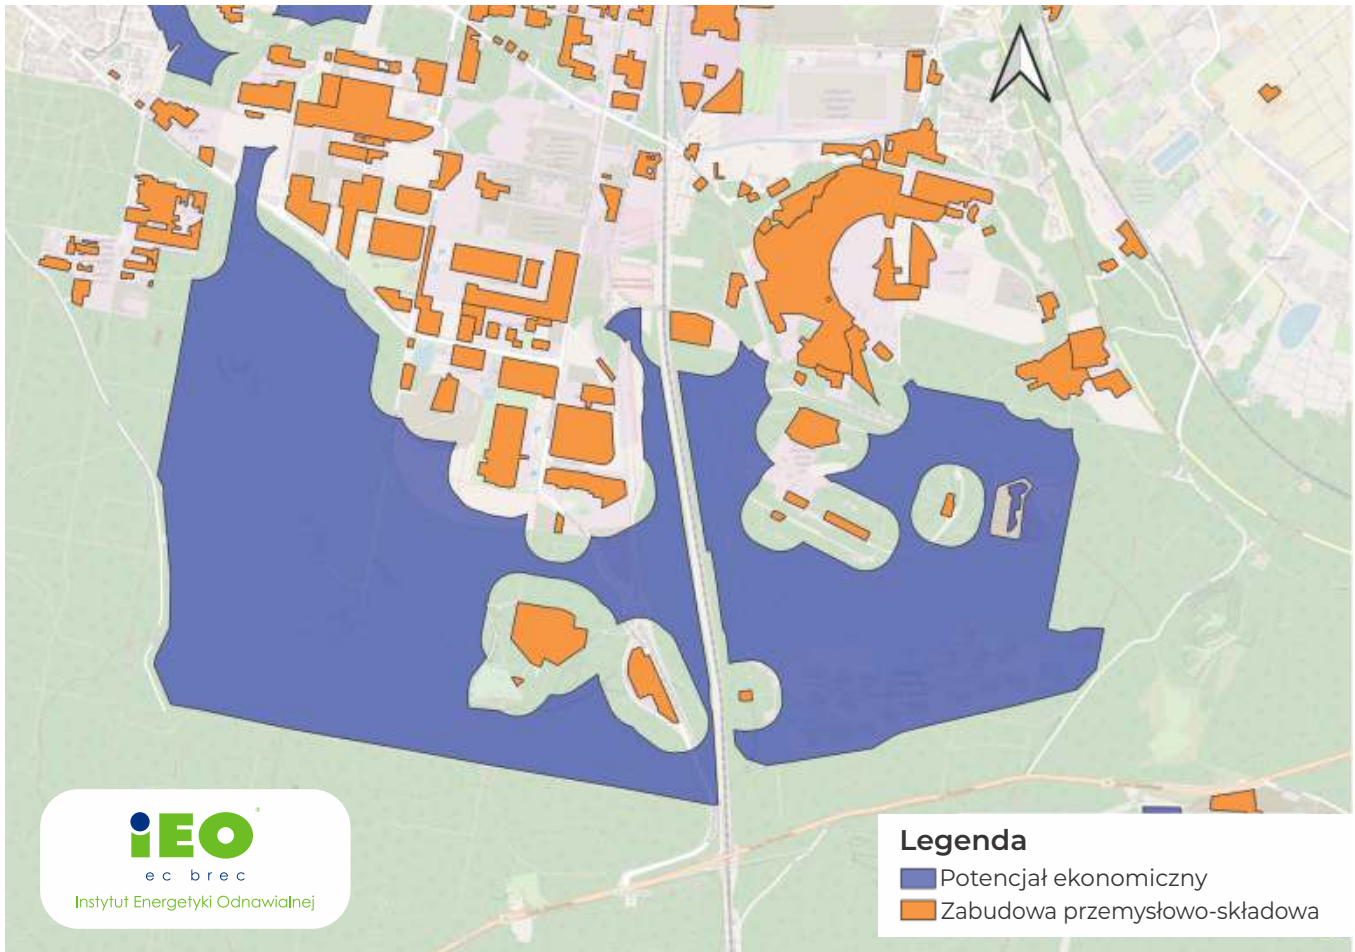 iEO
ec brec
Instytut Energetyki Odnawialnej
Legenda
Potencjał ekonomiczny
Zabudowa przemysłowo-składowa